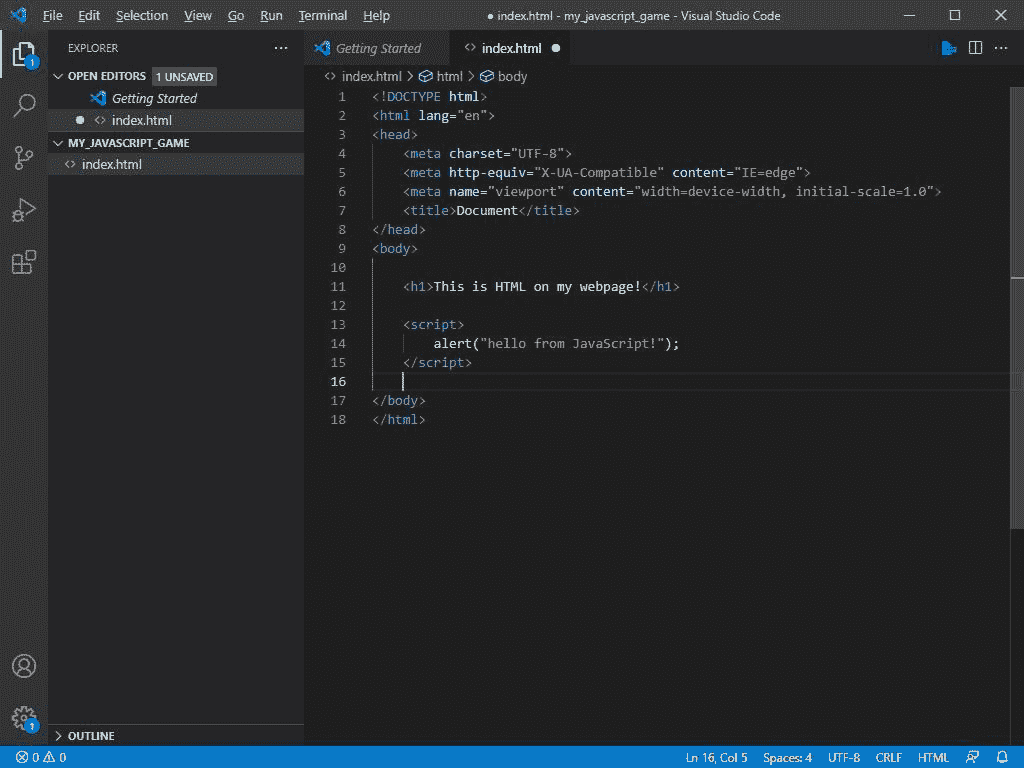 File Edit Selection View Go Run Terminal Help ● index.html - my_javascript_game - Visual Studio Code
EXPLORER ...
OPEN EDITORS 1 UNSAVED
Getting Started
● <> index.html
MY_JAVASCRIPT_GAME
<> index.html
OUTLINE
1
1
Getting Started <> index.html ● ...
<> index.html > html > body
1 <!DOCTYPE html>
2 <html lang="en">
3 <head>
4     <meta charset="UTF-8">
5     <meta http-equiv="X-UA-Compatible" content="IE=edge">
6     <meta name="viewport" content="width=device-width, initial-scale=1.0">
7     <title>Document</title>
8 </head>
9 <body>
10
11     <h1>This is HTML on my webpage!</h1>
12
13     <script>
14         alert("hello from JavaScript!");
15     </script>
16
17 </body>
18 </html>
0 0 Ln 16, Col 5 Spaces: 4 UTF-8 CRLF HTML